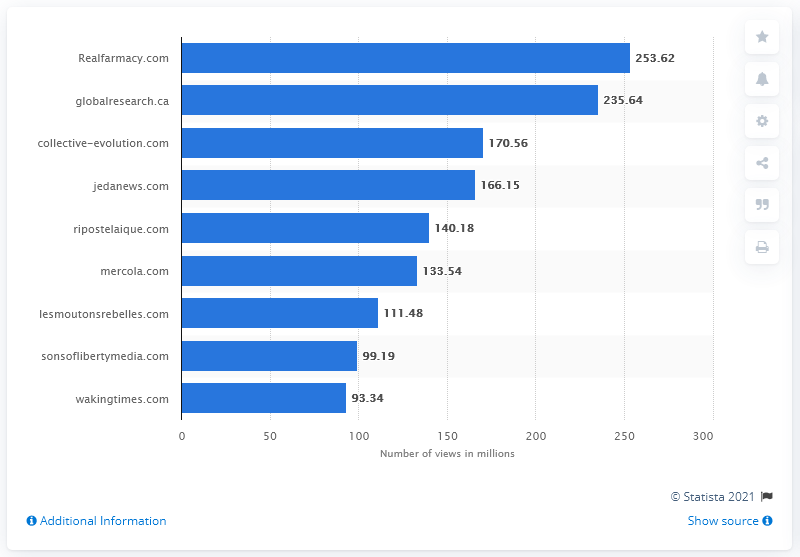 Realfarmacy.com 253.62
globalresearch.ca 235.64
collective-evolution.com 170.56
jedanews.com 166.15
ripostelaique.com 140.18
mercola.com 133.54
lesmoutonsrebelles.com 111.48
sonsoflibertymedia.com 99.19
wakingtimes.com 93.34
0 50 100 150 200 250 300
Number of views in millions
© Statista 2021
Additional Information
Show source